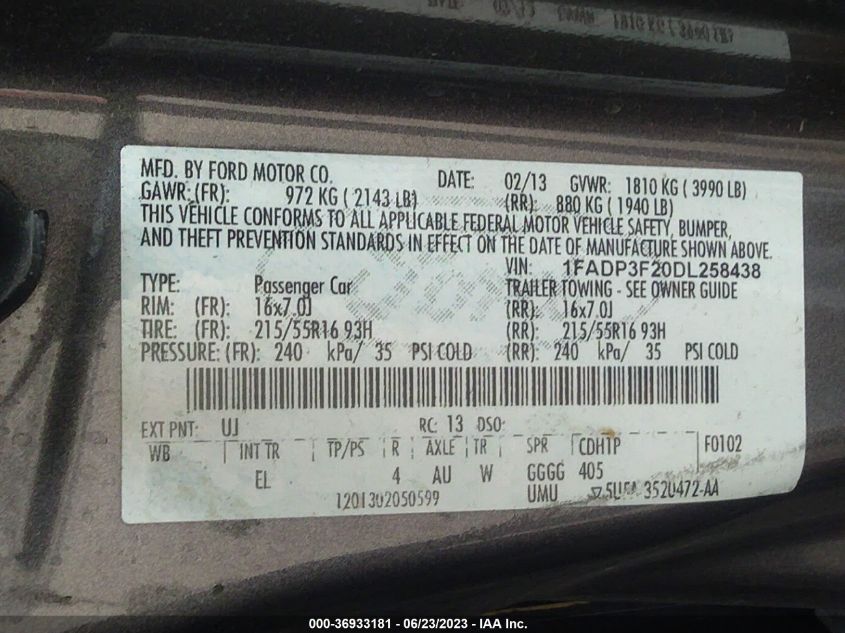 MFD. BY FORD MOTOR CO. DATE: 02/13 GVWR: 1810 KG ( 3990 LB)
GAWR: (FR): 972 KG ( 2143 LB) (RR): 880 KG ( 1940 LB)
THIS VEHICLE CONFORMS TO ALL APPLICABLE FEDERAL MOTOR VEHICLE SAFETY, BUMPER,
AND THEFT PREVENTION STANDARDS IN EFFECT ON THE DATE OF MANUFACTURE SHOWN ABOVE.
VIN: 1FADP3F20DL258438
TYPE: Passenger Car TRAILER TOWING - SEE OWNER GUIDE
RIM: (FR): 16x7.0J (RR): 16x7.0J
TIRE: (FR): 215/55R16 93H (RR): 215/55R16 93H
PRESSURE: (FR): 240 kPa/ 35 PSI COLD (RR): 240 kPa/ 35 PSI COLD
EXT PNT: UJ RC: 13 DSO:
WB INT TR TP/PS R AXLE TR SPR CDHTP F0102
EL 4 AU W GGGG 405
1201302050599 UMU 3520472-AA
000-36933181 - 06/23/2023 - IAA Inc.